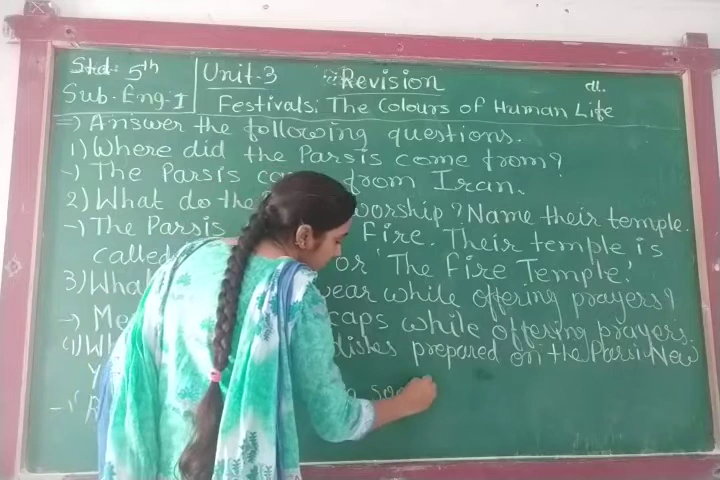 Std: 5th
Sub. Eng-I
Unit-3 Revision
dt.
Festivals: The Colours of Human Life
=> Answer the following questions.
1) Where did the Parsis come from?
-) The Parsis from Iran.
2) What do the worship? Name their temple.
-) The Parsis Fire. Their temple is
called or 'The Fire Temple.'
3) What wear while offering prayers?
-> caps while offering prayers.
dishes prepared on the Parsi New